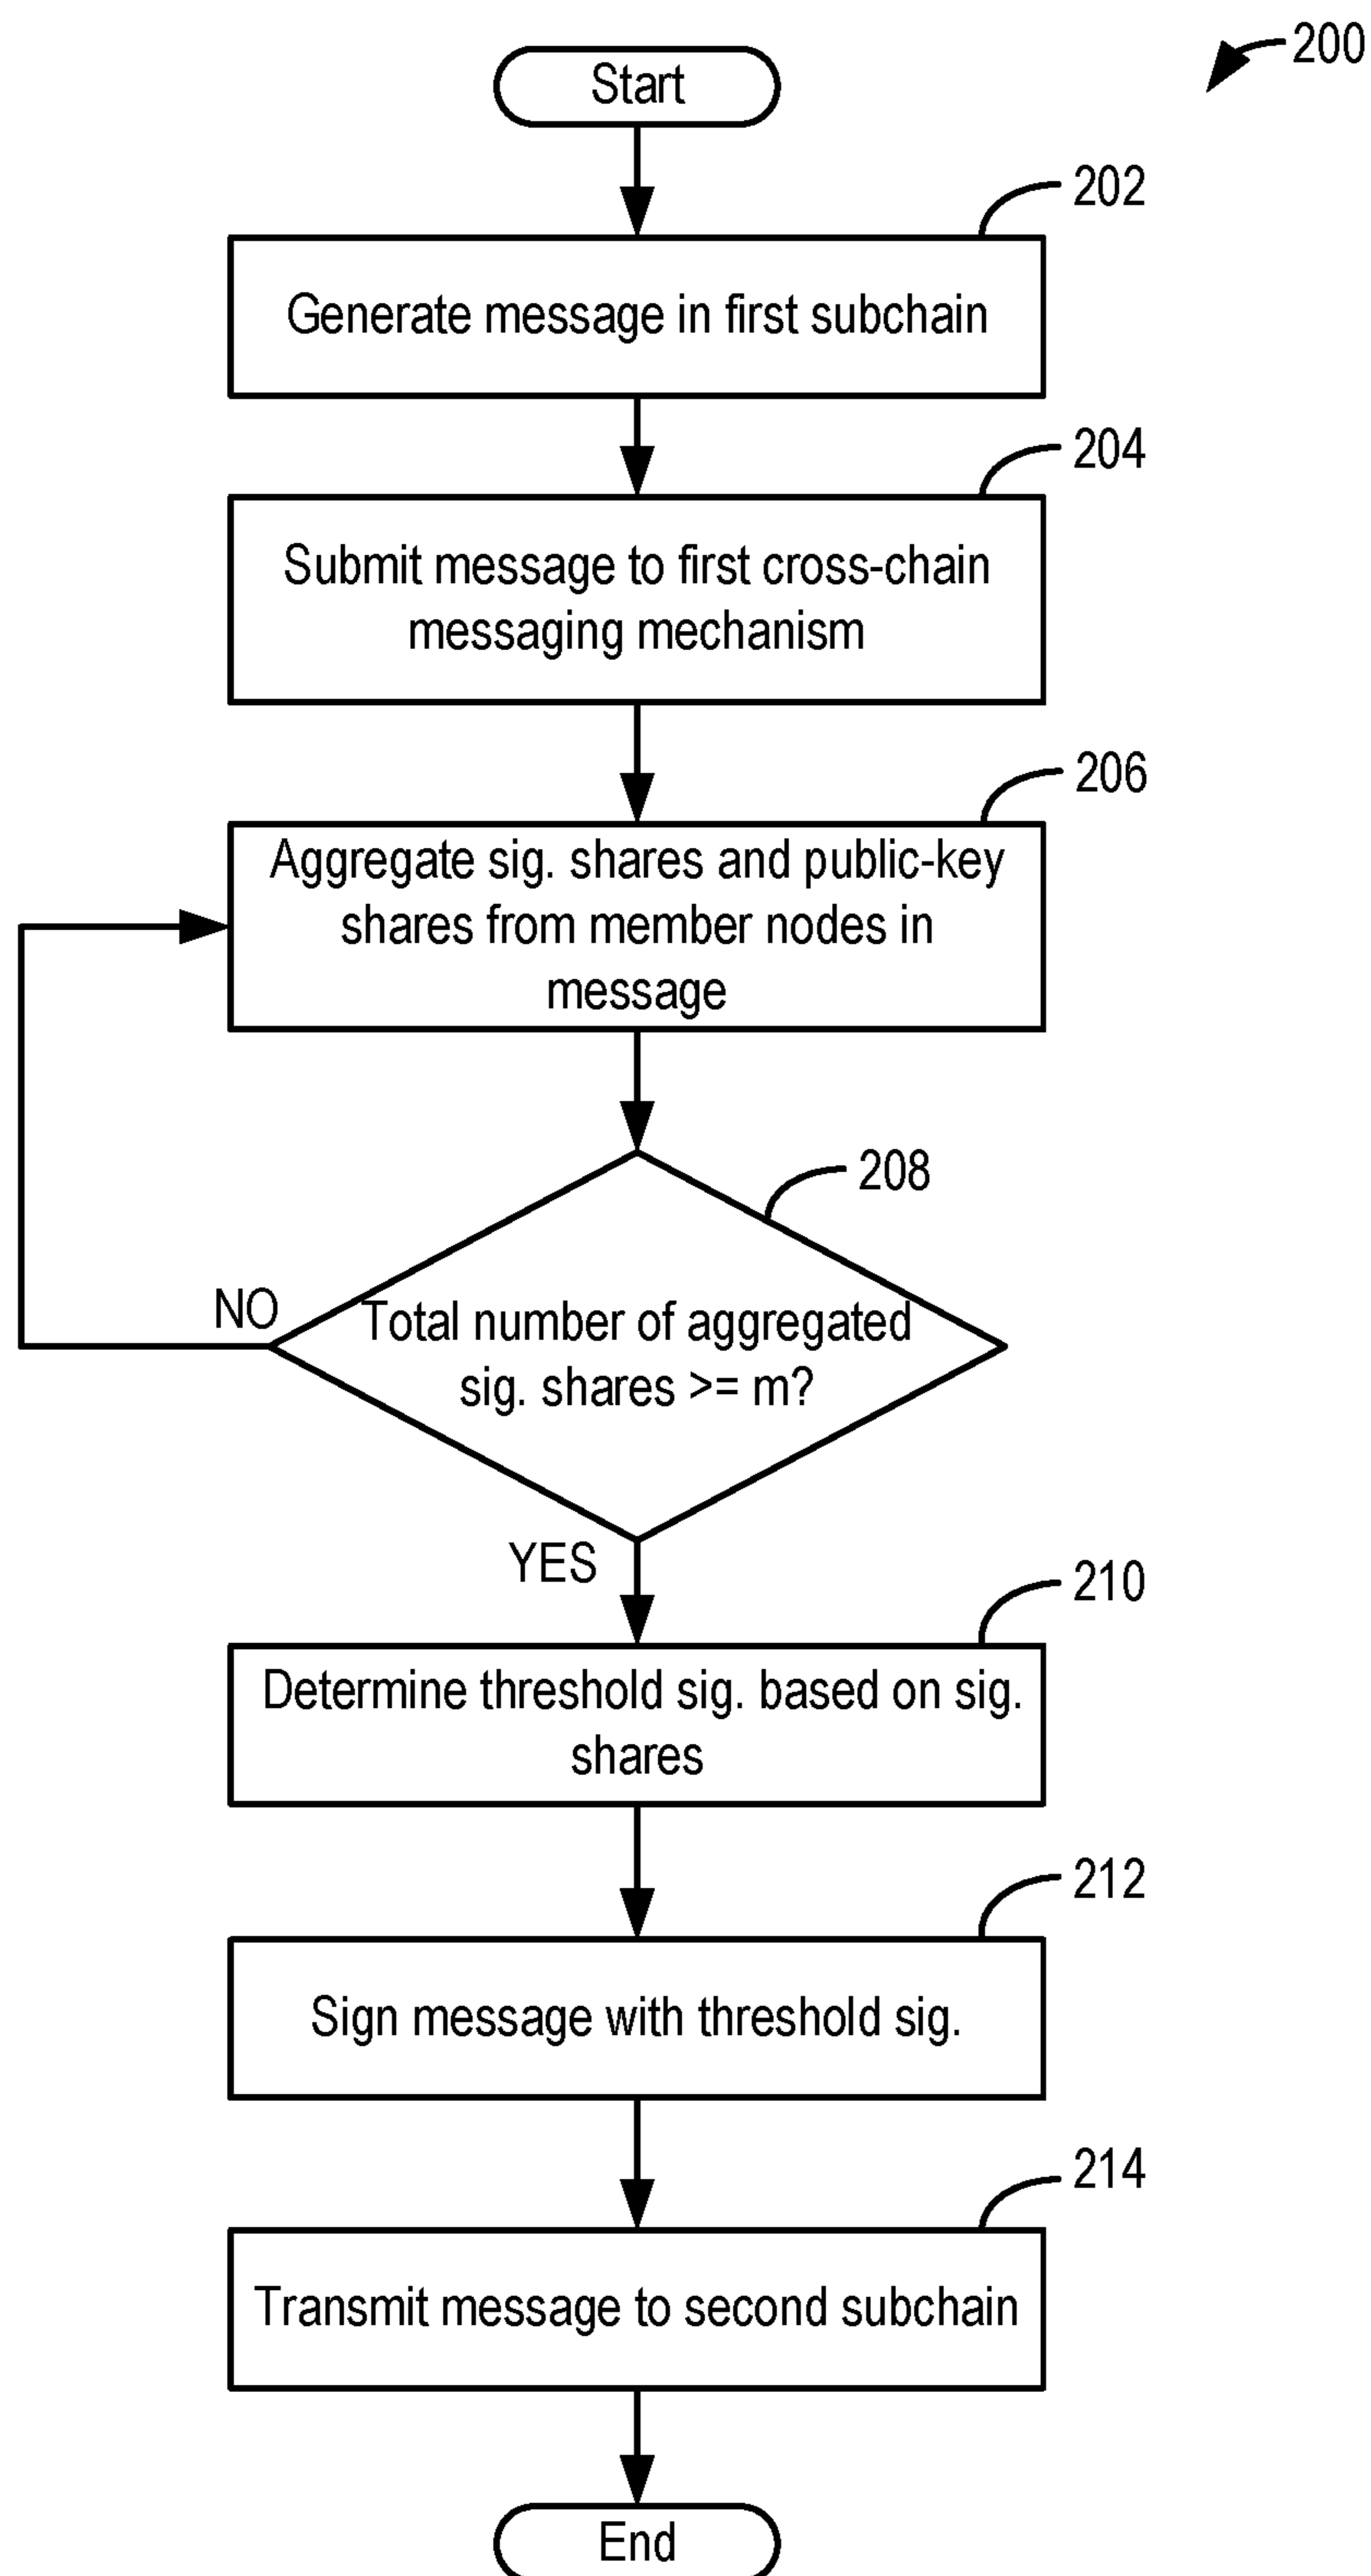 200
Start
202
Generate message in first subchain
204
Submit message to first cross-chain
messaging mechanism
206
Aggregate sig. shares and public-key
shares from member nodes in
message
208
NO
Total number of aggregated
sig. shares >= m?
YES
210
Determine threshold sig. based on sig.
shares
212
Sign message with threshold sig.
214
Transmit message to second subchain
End